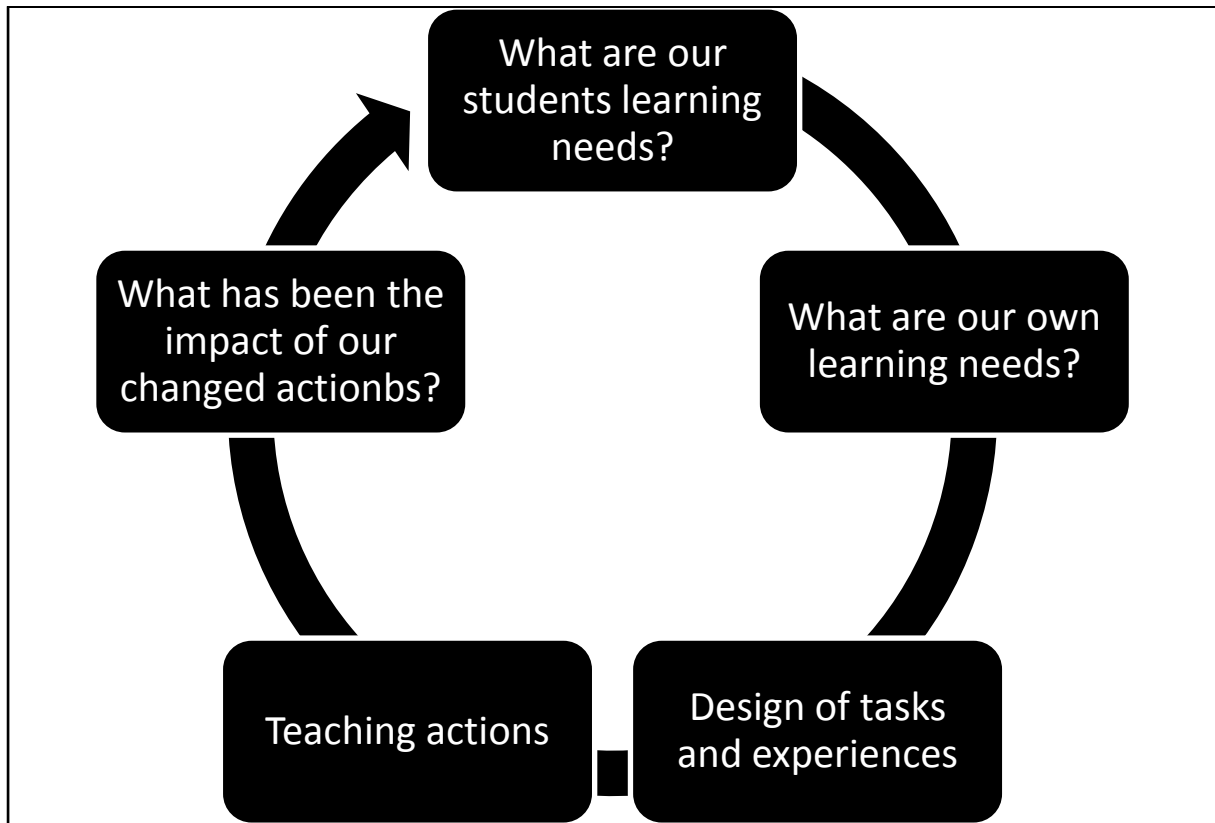 What are our
students learning
needs?
What are our own
learning needs?
Design of tasks
and experiences
Teaching actions
What has been the
impact of our
changed actionbs?